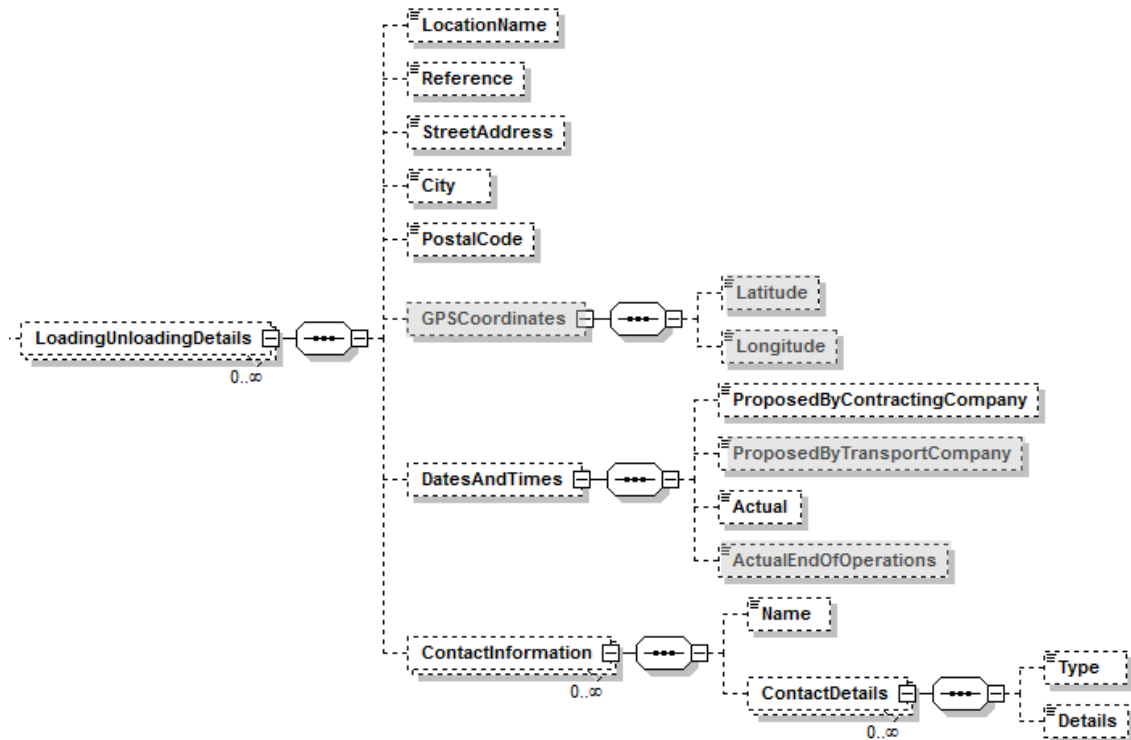 LocationName
Reference
StreetAddress
City
PostalCode
GPSCoordinates
Latitude
Longitude
LoadingUnloadingDetails
0..∞
DatesAndTimes
ProposedByContractingCompany
ProposedByTransportCompany
Actual
ActualEndOfOperations
ContactInformation
0..∞
Name
ContactDetails
0..∞
Type
Details